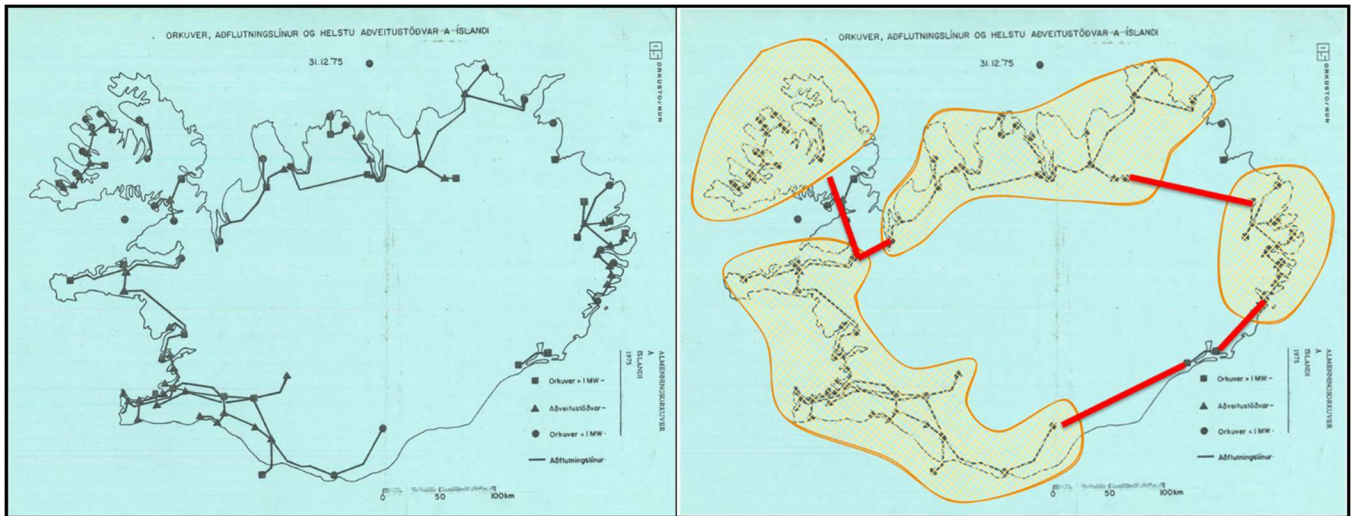 ORKUVER, AÐFLUTNINGSLÍNUR OG HELSTU AÐVEITUSTÖÐVAR A ÍSLANDI
31.12.'75
ORKUSTOFNUN
ALMENNINGSORKUVER
Á
ÍSLANDI
1975
Orkuver > 1 MW -
Aðveitustöðvar -
Orkuver < 1 MW -
Aðflutningslínur -
0 50 100km
ORKUVER, AÐFLUTNINGSLÍNUR OG HELSTU AÐVEITUSTÖÐVAR A ÍSLANDI
31.12.'75
ORKUSTOFNUN
ALMENNINGSORKUVER
Á
ÍSLANDI
1975
Orkuver > 1 MW -
Aðveitustöðvar -
Orkuver < 1 MW -
Aðflutningslínur -
0 50 100km